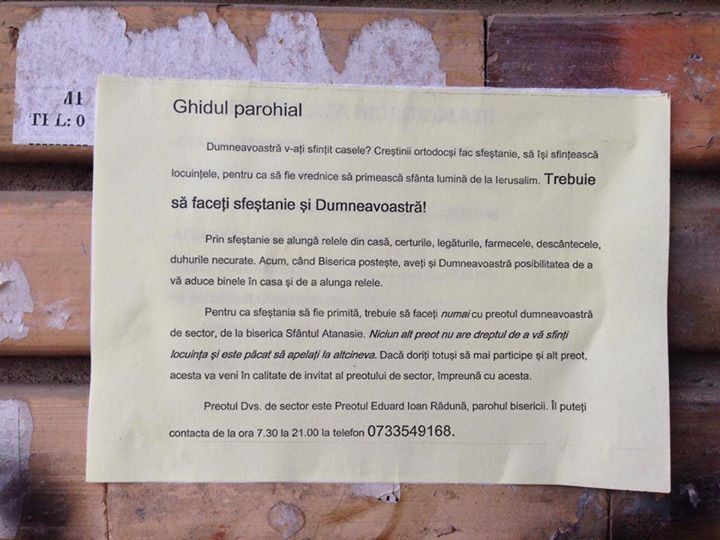 TEL: 0
Ghidul parohial
Dumneavoastră v-ați sfințit casele? Creștinii ortodocși fac sfeștanie, să își sfințească
locuințele, pentru ca să fie vrednice să primească sfânta lumină de la Ierusalim. Trebuie
să faceți sfeștanie și Dumneavoastră!
Prin sfeștanie se alungă relele din casă, certurile, legăturile, farmecele, descântecele,
duhurile necurate. Acum, când Biserica postește, aveți și Dumneavoastră posibilitatea de a
vă aduce binele în casa și de a alunga relele.
Pentru ca sfeștania să fie primită, trebuie să faceți numai cu preotul dumneavoastră
de sector, de la biserica Sfântul Atanasie. Niciun alt preot nu are dreptul de a vă sfinți
locuința și este păcat să apelați la altcineva. Dacă doriți totuși să mai participe și alt preot,
acesta va veni în calitate de invitat al preotului de sector, împreună cu acesta.
Preotul Dvs. de sector este Preotul Eduard Ioan Rădună, parohul bisericii. Îl puteți
contacta de la ora 7.30 la 21.00 la telefon 0733549168.